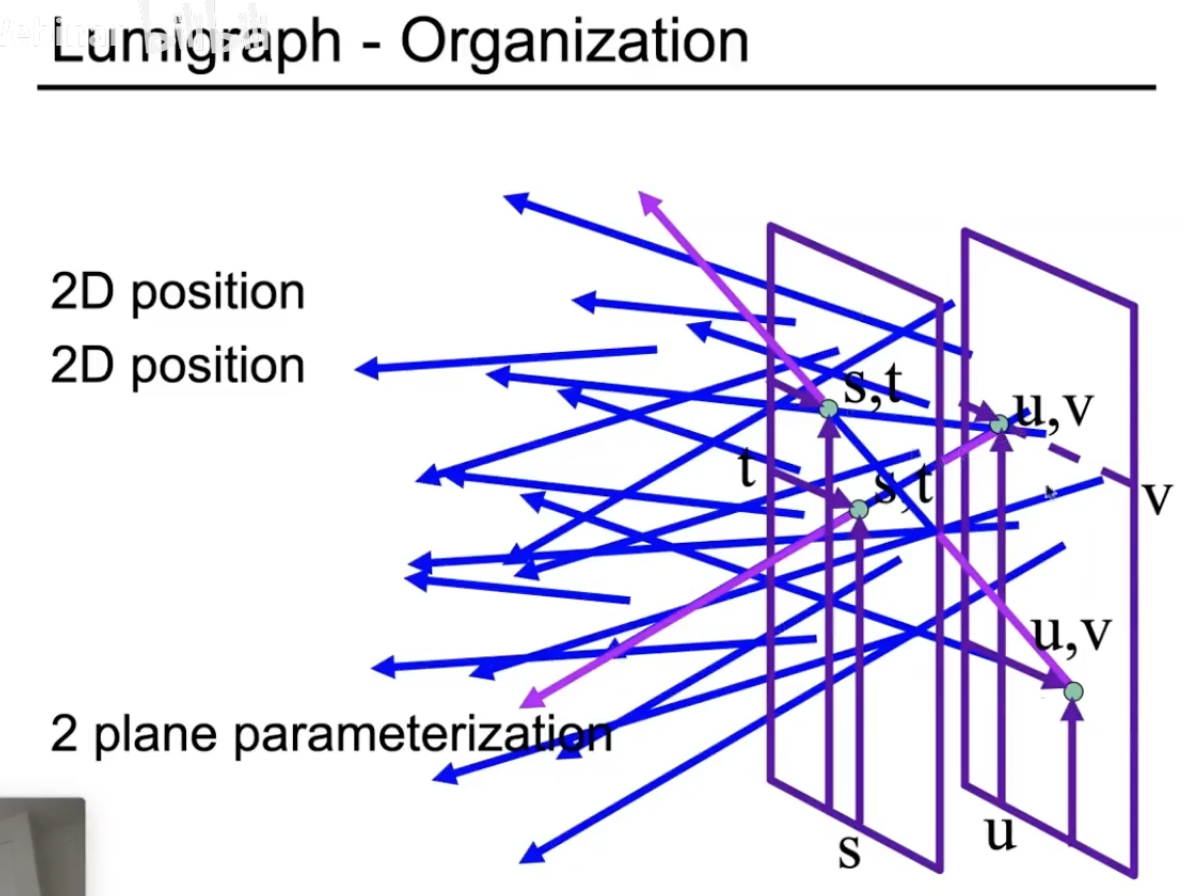 Lumigraph - Organization
2D position
2D position
s,t
u,v
t
s,t
v
u,v
2 plane parameterization
s
u